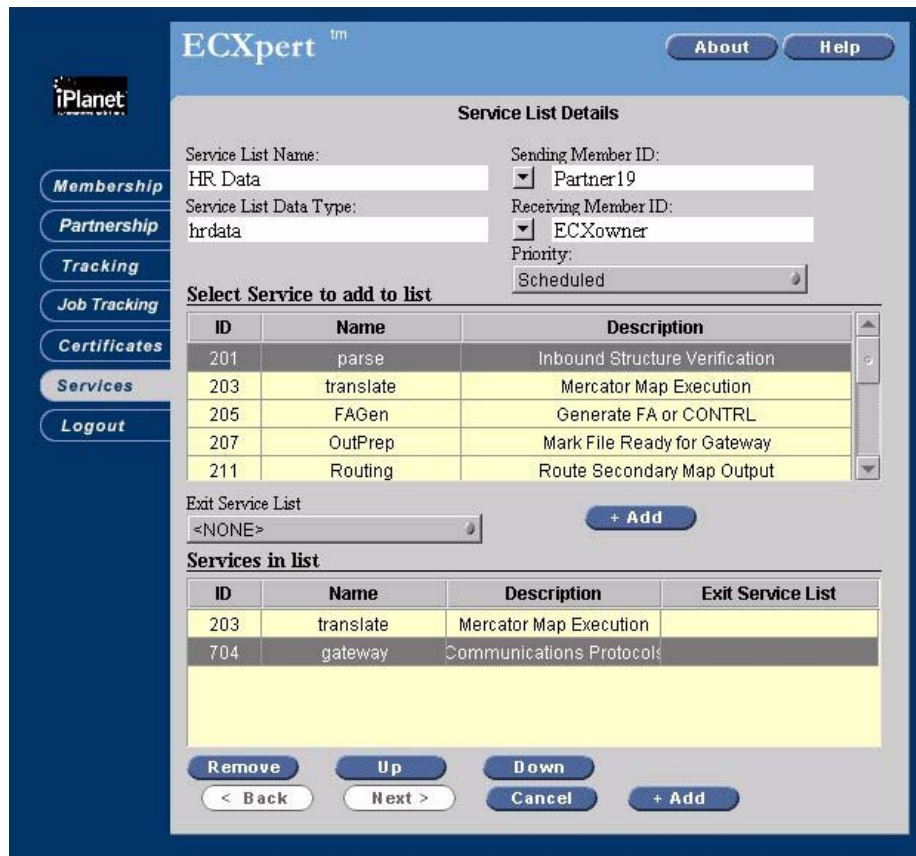 ECXpert tm
About
Help
iPlanet
Service List Details
Service List Name:
HR Data
Sending Member ID:
Partner19
Service List Data Type:
hrdata
Receiving Member ID:
ECXowner
Priority:
Scheduled
Membership
Partnership
Tracking
Job Tracking
Certificates
Services
Logout
Select Service to add to list
ID Name Description
201 parse Inbound Structure Verification
203 translate Mercator Map Execution
205 FAGen Generate FA or CONTRL
207 OutPrep Mark File Ready for Gateway
211 Routing Route Secondary Map Output
Exit Service List
<NONE>
+ Add
Services in list
ID Name Description Exit Service List
203 translate Mercator Map Execution
704 gateway Communications Protocols
Remove Up Down
< Back Next > Cancel + Add